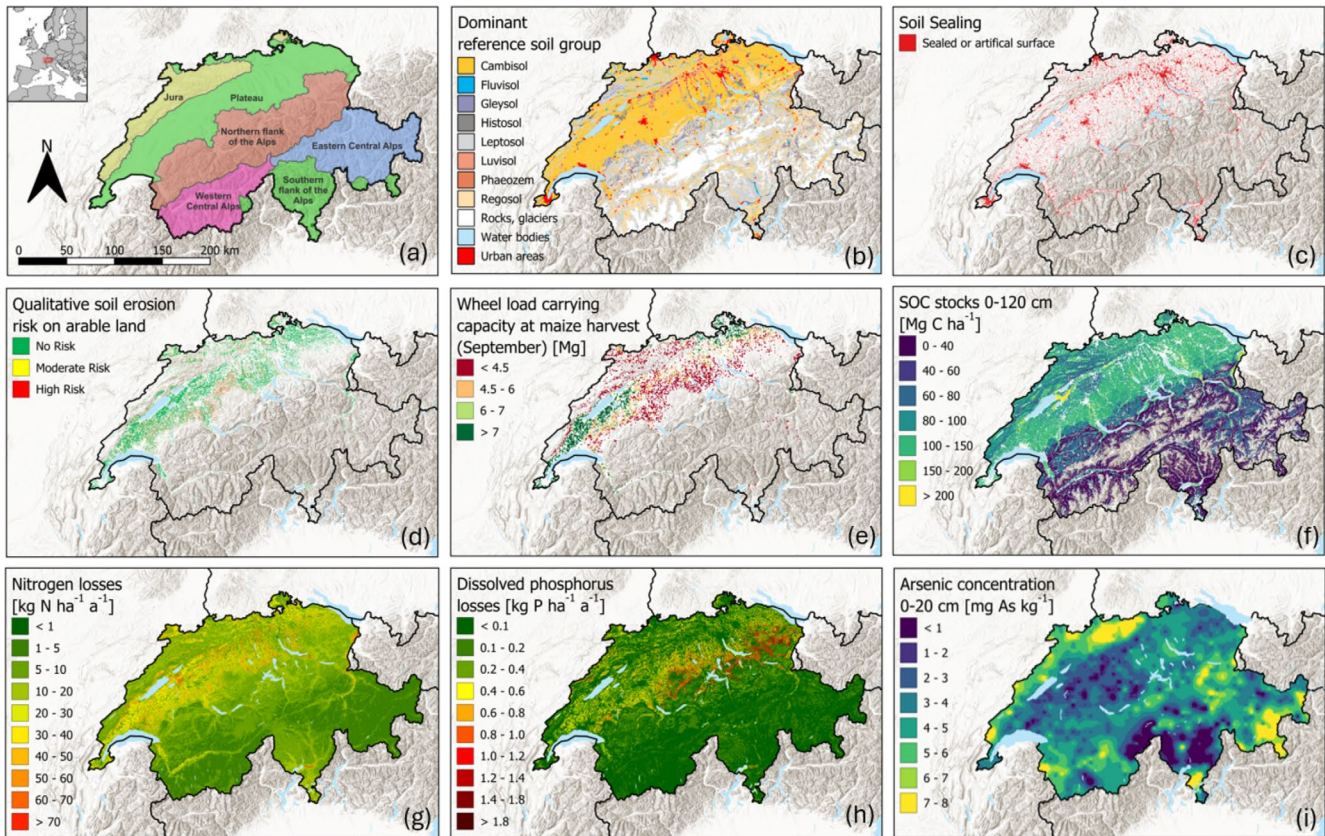 Jura
Plateau
Northern flank
of the Alps
Eastern Central Alps
Western
Central Alps
Southern
flank of the
Alps
N
0 50 100 150 200 km
(a)
Dominant
reference soil group
Cambisol
Fluvisol
Gleysol
Histosol
Leptosol
Luvisol
Phaeozem
Regosol
Rocks, glaciers
Water bodies
Urban areas
(b)
Soil Sealing
Sealed or artifical surface
(c)
Qualitative soil erosion
risk on arable land
No Risk
Moderate Risk
High Risk
(d)
Wheel load carrying
capacity at maize harvest
(September) [Mg]
< 4.5
4.5 - 6
6 - 7
> 7
(e)
SOC stocks 0-120 cm
[Mg C ha⁻¹]
0 - 40
40 - 60
60 - 80
80 - 100
100 - 150
150 - 200
> 200
(f)
Nitrogen losses
[kg N ha⁻¹ a⁻¹]
< 1
1 - 5
5 - 10
10 - 20
20 - 30
30 - 40
40 - 50
50 - 60
60 - 70
> 70
(g)
Dissolved phosphorus
losses [kg P ha⁻¹ a⁻¹]
< 0.1
0.1 - 0.2
0.2 - 0.4
0.4 - 0.6
0.6 - 0.8
0.8 - 1.0
1.0 - 1.2
1.2 - 1.4
1.4 - 1.8
> 1.8
(h)
Arsenic concentration
0-20 cm [mg As kg⁻¹]
< 1
1 - 2
2 - 3
3 - 4
4 - 5
5 - 6
6 - 7
7 - 8
(i)